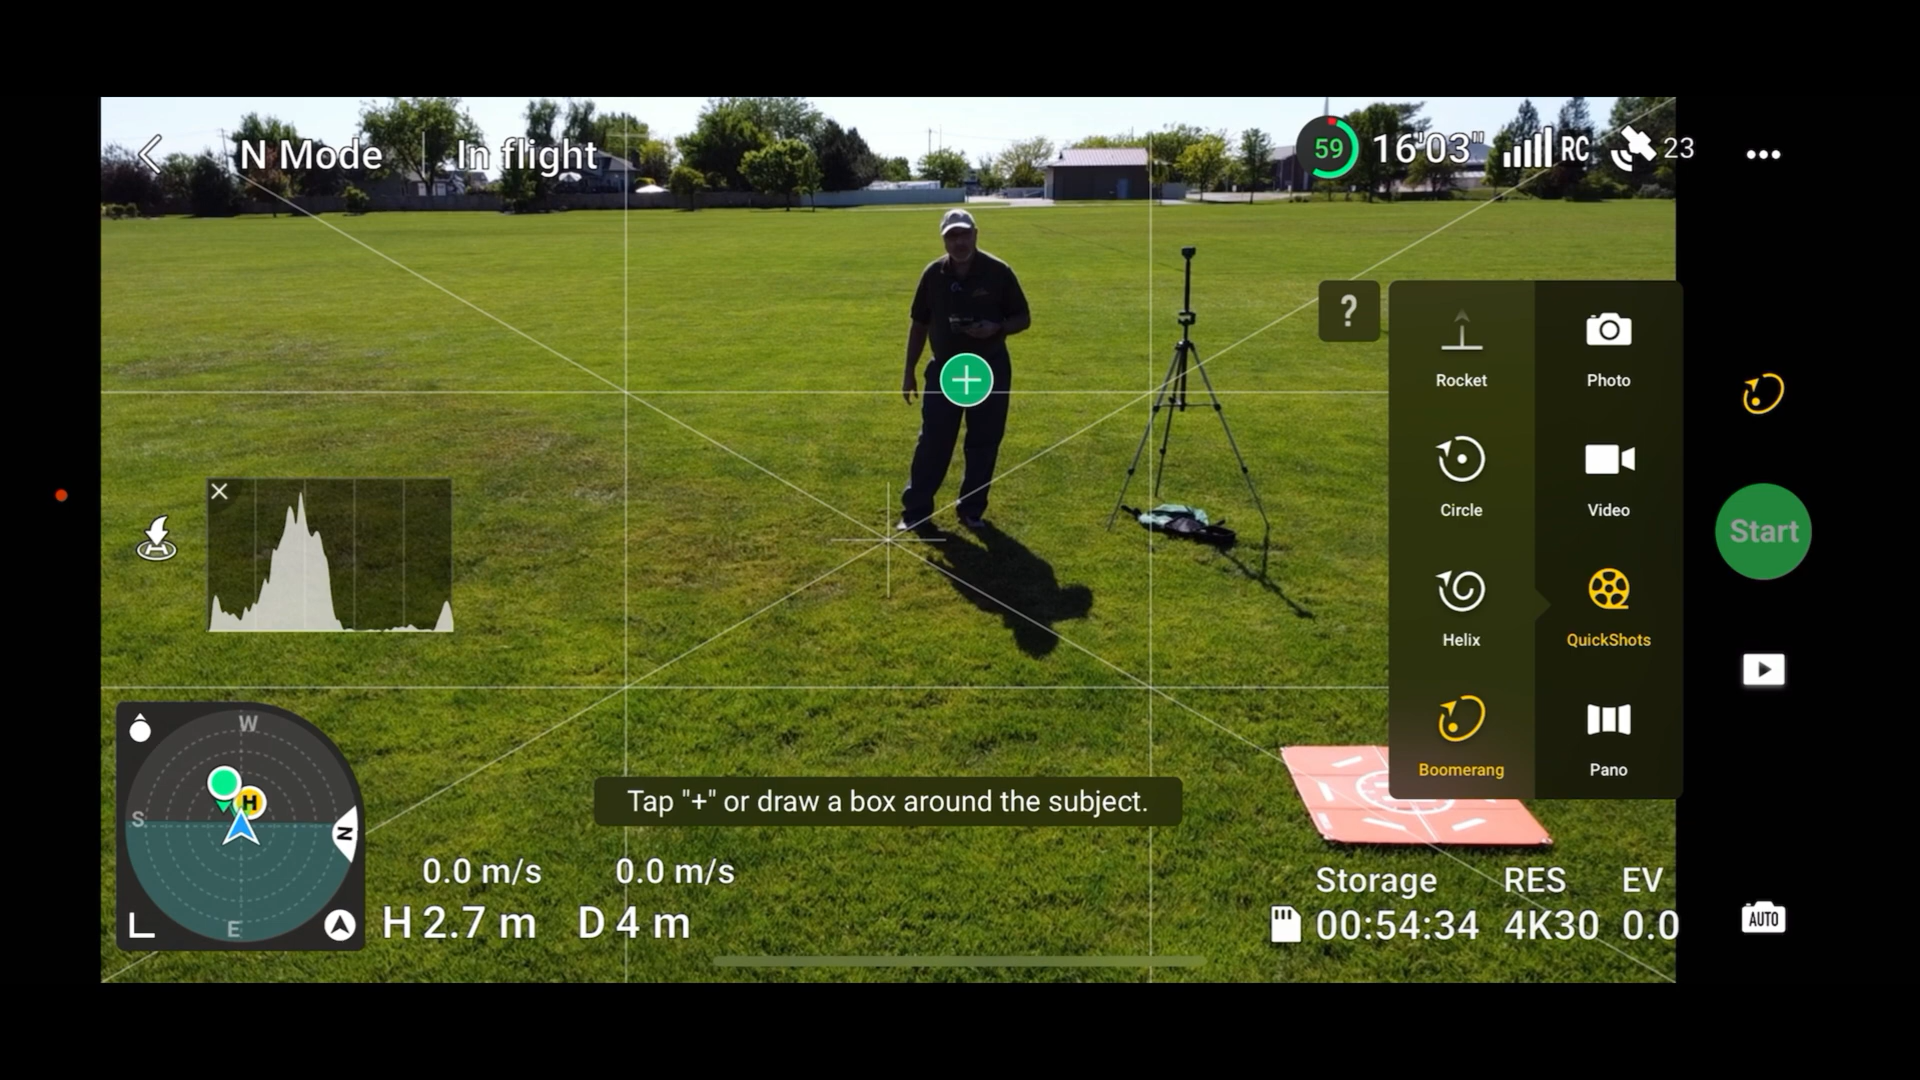 N Mode
In flight
59
16'03"
RC
23
?
Rocket
Photo
Circle
Video
Start
Helix
QuickShots
Boomerang
Pano
W
H
S
N
E
Tap "+" or draw a box around the subject.
0.0 m/s
0.0 m/s
H 2.7 m
D 4 m
Storage
RES
EV
00:54:34
4K30
0.0
AUTO